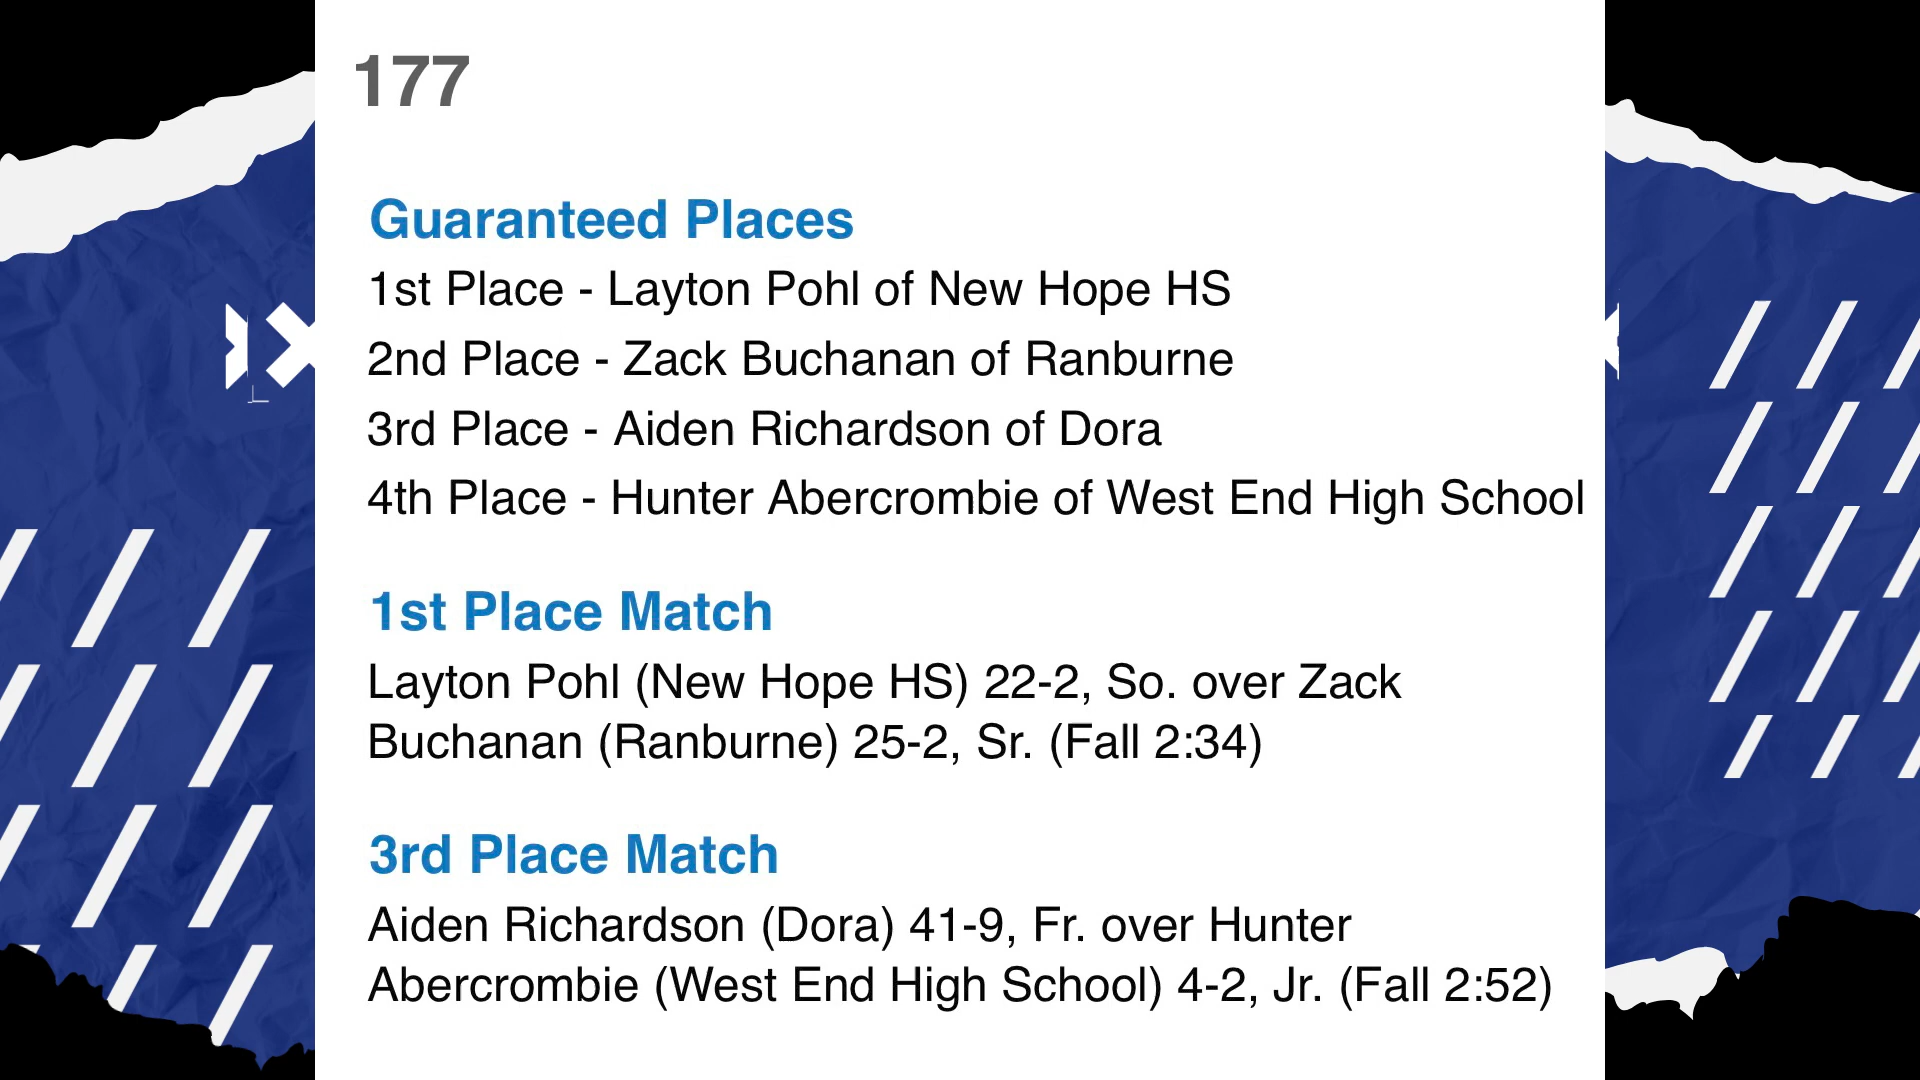 177
Guaranteed Places
1st Place - Layton Pohl of New Hope HS
2nd Place - Zack Buchanan of Ranburne
3rd Place - Aiden Richardson of Dora
4th Place - Hunter Abercrombie of West End High School
1st Place Match
Layton Pohl (New Hope HS) 22-2, So. over Zack
Buchanan (Ranburne) 25-2, Sr. (Fall 2:34)
3rd Place Match
Aiden Richardson (Dora) 41-9, Fr. over Hunter
Abercrombie (West End High School) 4-2, Jr. (Fall 2:52)